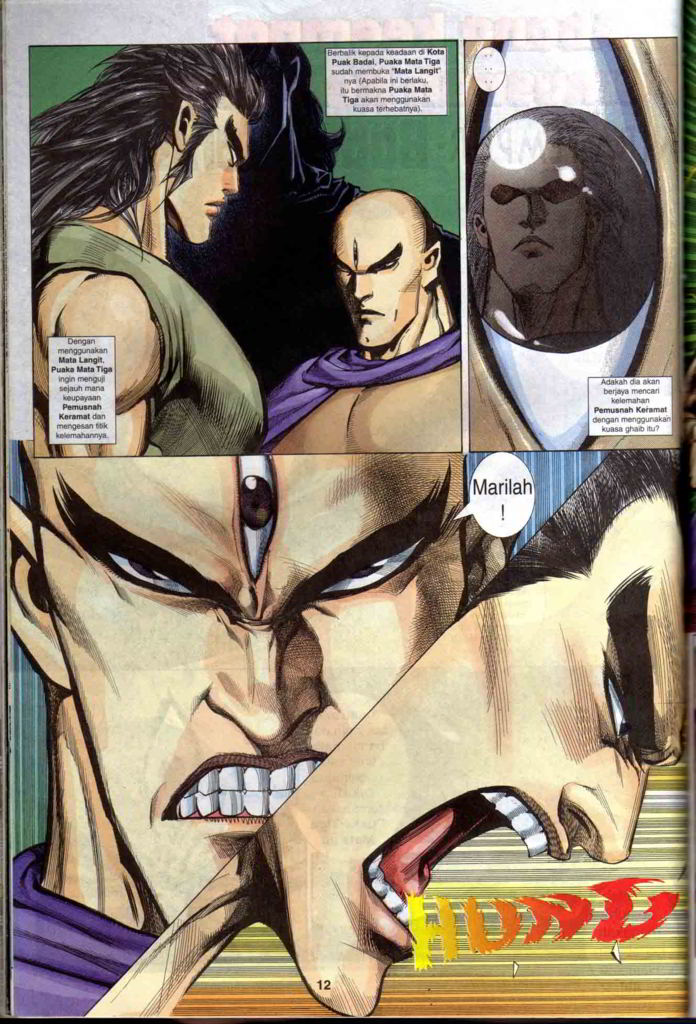 Berbalik kepada keadaan di Kota
Puak Badai, Puaka Mata Tiga
sudah membuka "Mata Langit"
nya (Apabila ini berlaku,
itu bermakna Puaka Mata
Tiga akan menggunakan
kuasa terhebatnya).
Dengan
menggunakan
Mata Langit,
Puaka Mata Tiga
ingin menguji
sejauh mana
keupayaan
Pemusnah
Keramat dan
mengesan titik
kelemahannya.
...
...
Adakah dia akan
berjaya mencari
kelemahan
Pemusnah Keramat
dengan menggunakan
kuasa ghaib itu?
Marilah
!
HUNG
12